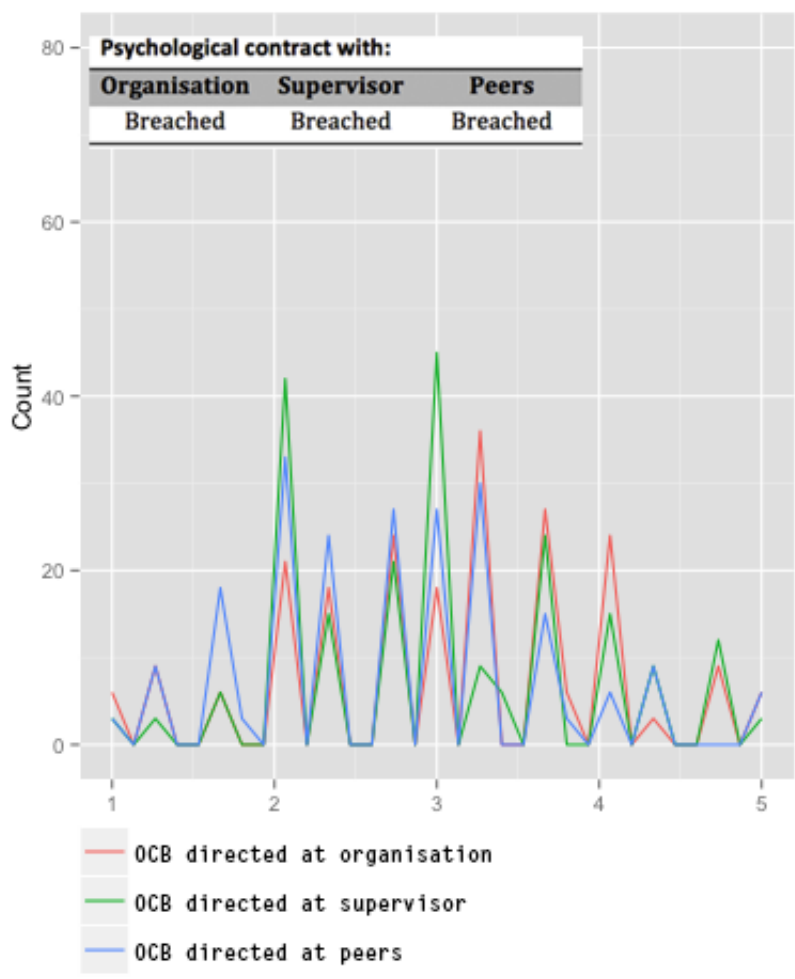 Psychological contract with:
Organisation Supervisor Peers
Breached Breached Breached
80
60
40
20
0
Count
1 2 3 4 5
OCB directed at organisation
OCB directed at supervisor
OCB directed at peers